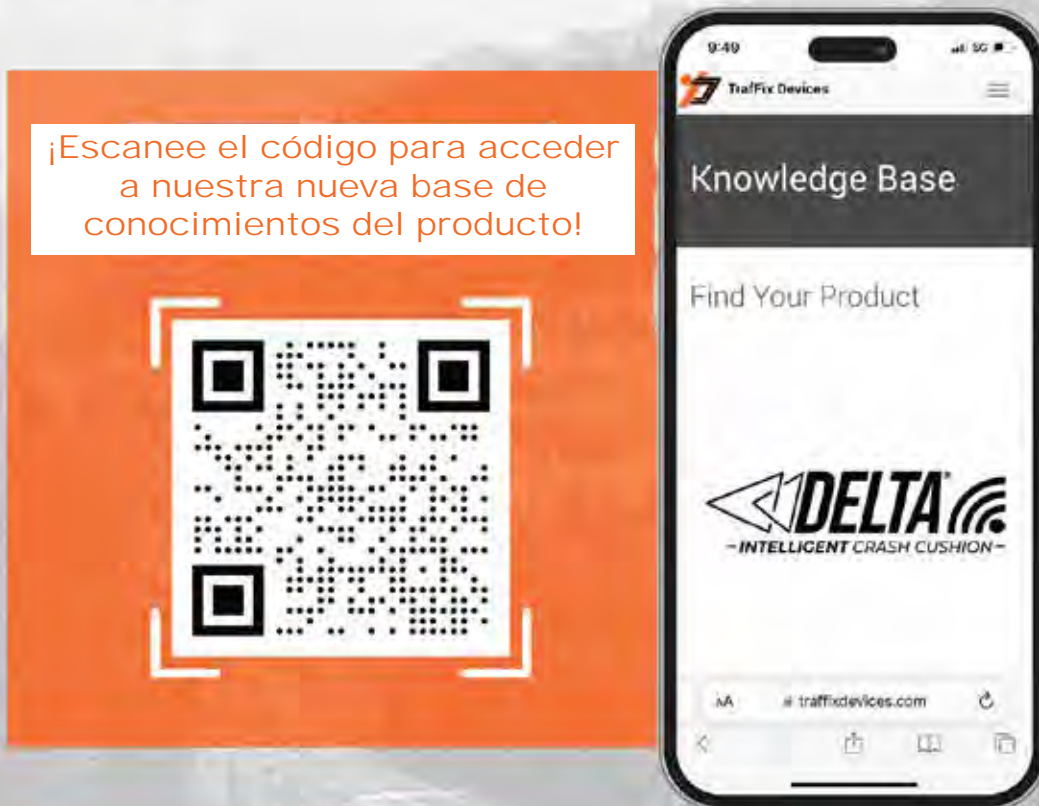 ¡Escanee el código para acceder
a nuestra nueva base de
conocimientos del producto!
9:49
5G
TrafFix Devices
Knowledge Base
Find Your Product
DELTA®
-INTELLIGENT CRASH CUSHION-
AA
traffixdevices.com